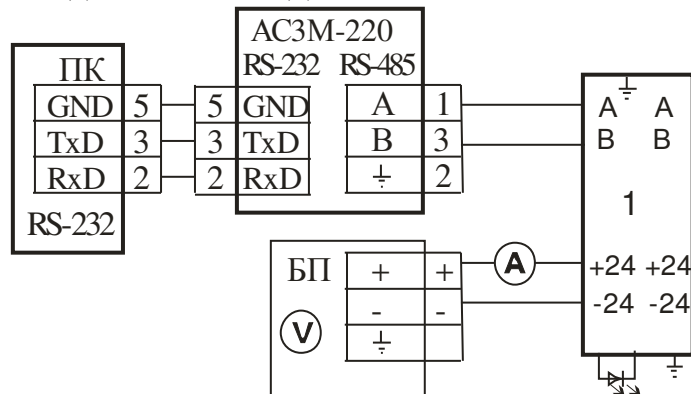 АС3М-220
RS-232 RS-485
ПК
GND 5 5 GND A 1
TxD 3 3 TxD B 3
RxD 2 2 RxD 2
RS-232
A A
B B
1
БП + + A +24 +24
- - -24 -24
V